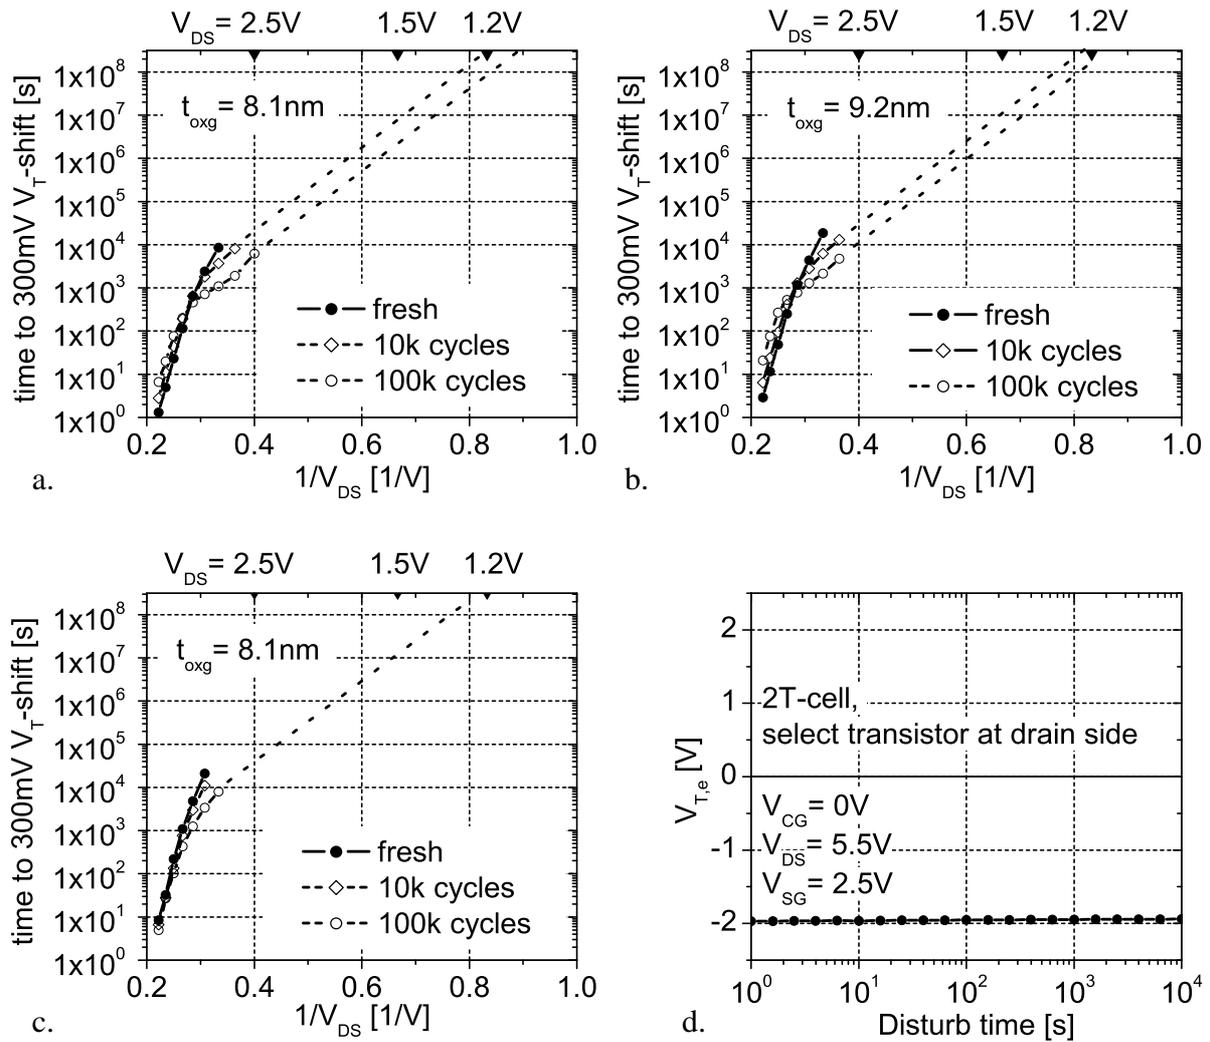 V_DS= 2.5V 1.5V 1.2V
time to 300mV V_T-shift [s]
1x10^8
1x10^7
1x10^6
1x10^5
1x10^4
1x10^3
1x10^2
1x10^1
1x10^0
t_oxg= 8.1nm
fresh
10k cycles
100k cycles
0.2 0.4 0.6 0.8 1.0
1/V_DS [1/V]
a.
V_DS= 2.5V 1.5V 1.2V
time to 300mV V_T-shift [s]
1x10^8
1x10^7
1x10^6
1x10^5
1x10^4
1x10^3
1x10^2
1x10^1
1x10^0
t_oxg= 9.2nm
fresh
10k cycles
100k cycles
0.2 0.4 0.6 0.8 1.0
1/V_DS [1/V]
b.
V_DS= 2.5V 1.5V 1.2V
time to 300mV V_T-shift [s]
1x10^8
1x10^7
1x10^6
1x10^5
1x10^4
1x10^3
1x10^2
1x10^1
1x10^0
t_oxg= 8.1nm
fresh
10k cycles
100k cycles
0.2 0.4 0.6 0.8 1.0
1/V_DS [1/V]
c.
V_T,e [V]
2
1
0
-1
-2
2T-cell,
select transistor at drain side
V_CG= 0V
V_DS= 5.5V
V_SG= 2.5V
10^0 10^1 10^2 10^3 10^4
Disturb time [s]
d.